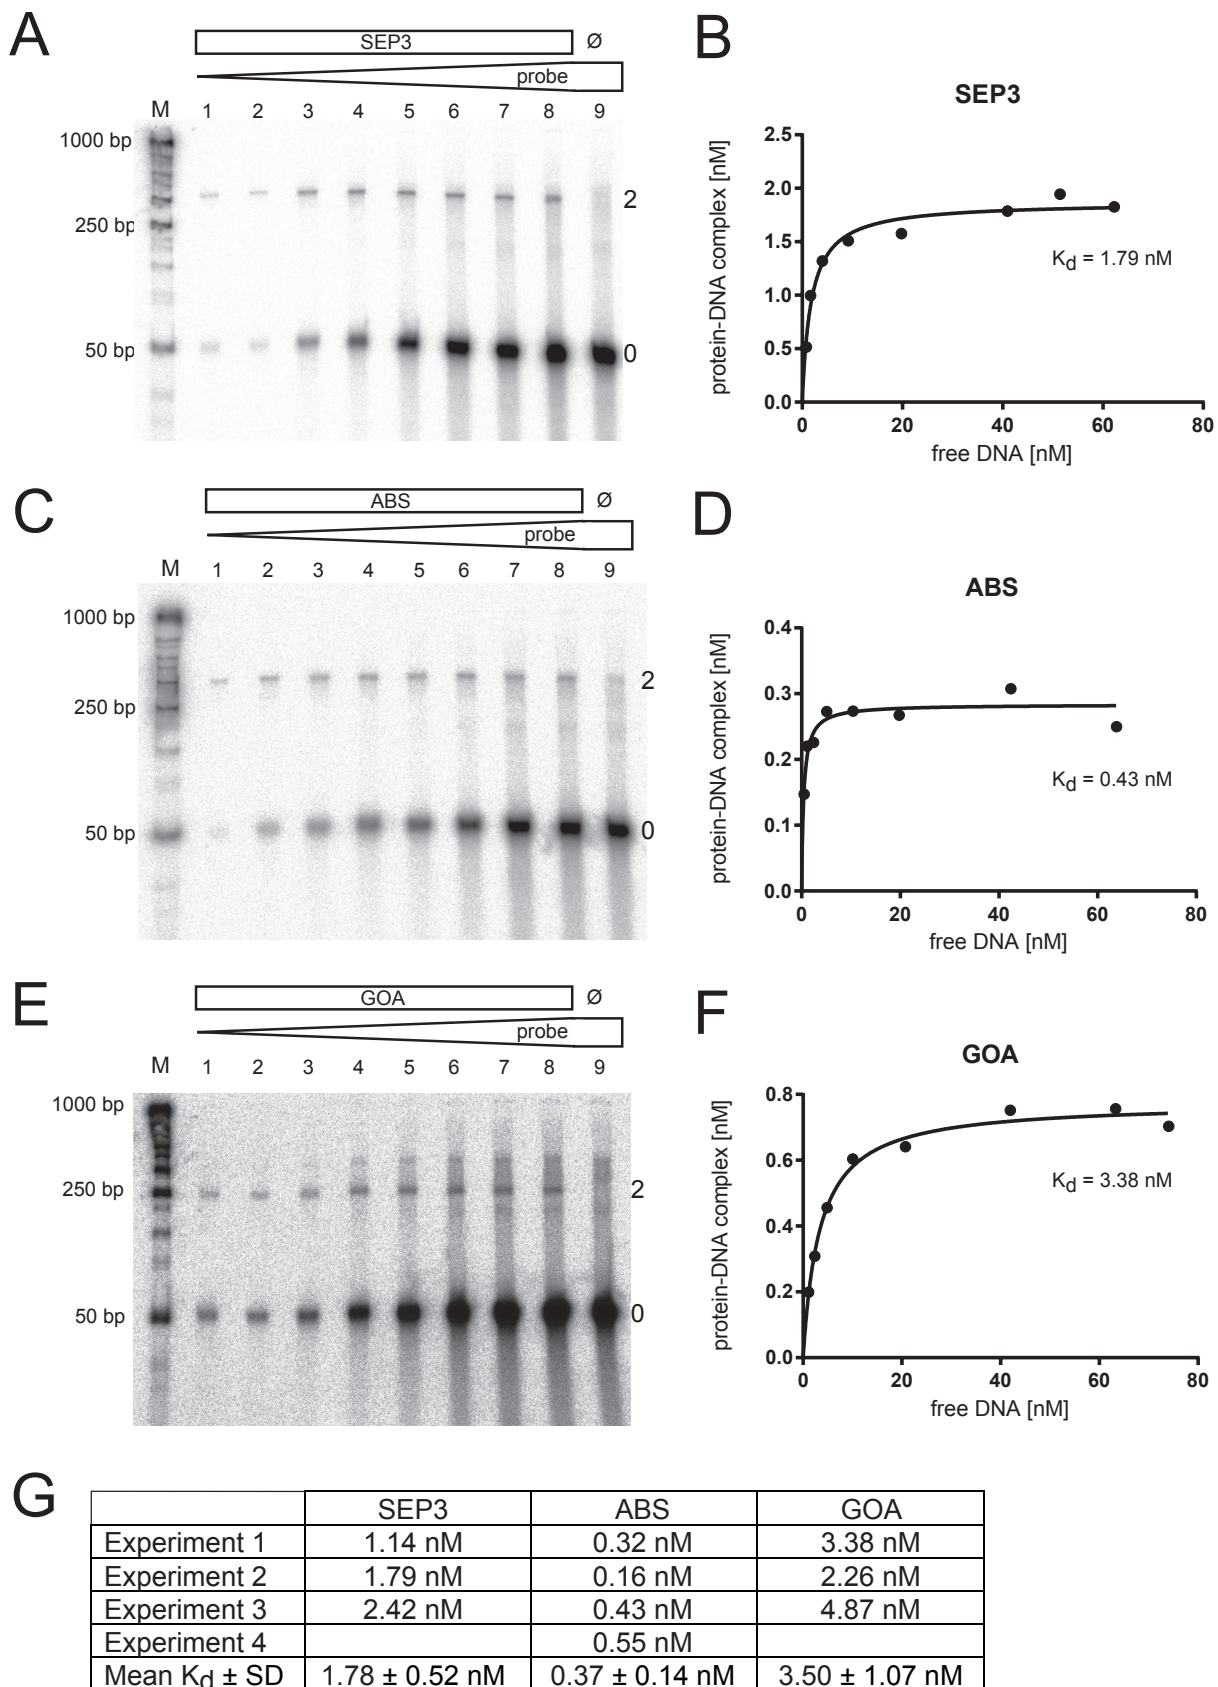 A
SEP3 Ø
probe
M 1 2 3 4 5 6 7 8 9
1000 bp
250 bp
50 bp
2
0
B
SEP3
protein-DNA complex [nM]
2.5
2.0
1.5
1.0
0.5
0.0
Kd = 1.79 nM
0 20 40 60 80
free DNA [nM]
C
ABS Ø
probe
M 1 2 3 4 5 6 7 8 9
1000 bp
250 bp
50 bp
2
0
D
ABS
protein-DNA complex [nM]
0.4
0.3
0.2
0.1
0.0
Kd = 0.43 nM
0 20 40 60 80
free DNA [nM]
E
GOA Ø
probe
M 1 2 3 4 5 6 7 8 9
1000 bp
250 bp
50 bp
2
0
F
GOA
protein-DNA complex [nM]
0.8
0.6
0.4
0.2
0.0
Kd = 3.38 nM
0 20 40 60 80
free DNA [nM]
G
SEP3 ABS GOA
Experiment 1 1.14 nM 0.32 nM 3.38 nM
Experiment 2 1.79 nM 0.16 nM 2.26 nM
Experiment 3 2.42 nM 0.43 nM 4.87 nM
Experiment 4 0.55 nM
Mean Kd ± SD 1.78 ± 0.52 nM 0.37 ± 0.14 nM 3.50 ± 1.07 nM